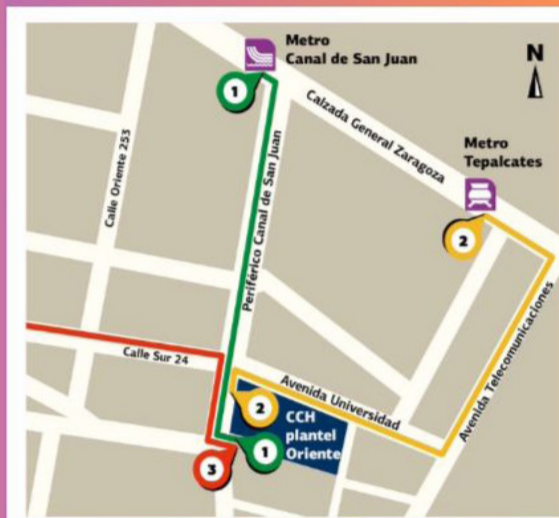 Metro
Canal de San Juan
N
1
Calzada General Zaragoza
Metro
Tepalcates
Calle Oriente 253
Periférico Canal de San Juan
2
Avenida Telecomunicaciones
Calle Sur 24
Avenida Universidad
2
CCH
plantel
Oriente
1
3